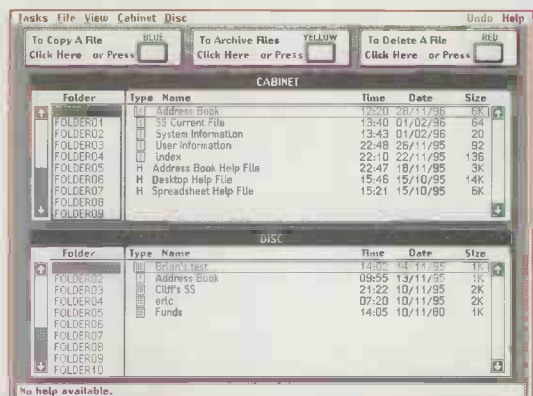 Tasks File View Cabinet Disc Undo Help
To Copy A File BLUE
Click Here or Press
To Archive Files YELLOW
Click Here or Press
To Delete A File RED
Click Here or Press
CABINET
Folder Type Name Time Date Size
Address Book 12:20 28/11/96 6K
FOLDER01 SS Current File 13:40 01/02/96 64
FOLDER02 System Information 13:43 01/02/96 20
FOLDER03 User information 22:48 26/11/95 92
FOLDER04 index 22:10 22/11/95 136
FOLDER05 H Address Book Help File 22:47 18/11/95 3K
FOLDER06 H Desktop Help File 15:46 15/10/95 14K
FOLDER07 H Spreadsheet Help File 15:21 15/10/95 6K
FOLDER08
FOLDER09
DISC
Folder Type Name Time Date Size
Brian's test 14:02 14/11/95 1K
FOLDER02 Address Book 09:55 13/11/95 1K
FOLDER03 Cliff's SS 21:22 10/11/95 2K
FOLDER04 eric 07:20 10/11/95 2K
FOLDER05 Funds 14:05 10/11/80 1K
FOLDER06
FOLDER07
FOLDER08
FOLDER09
FOLDER10
No help available.